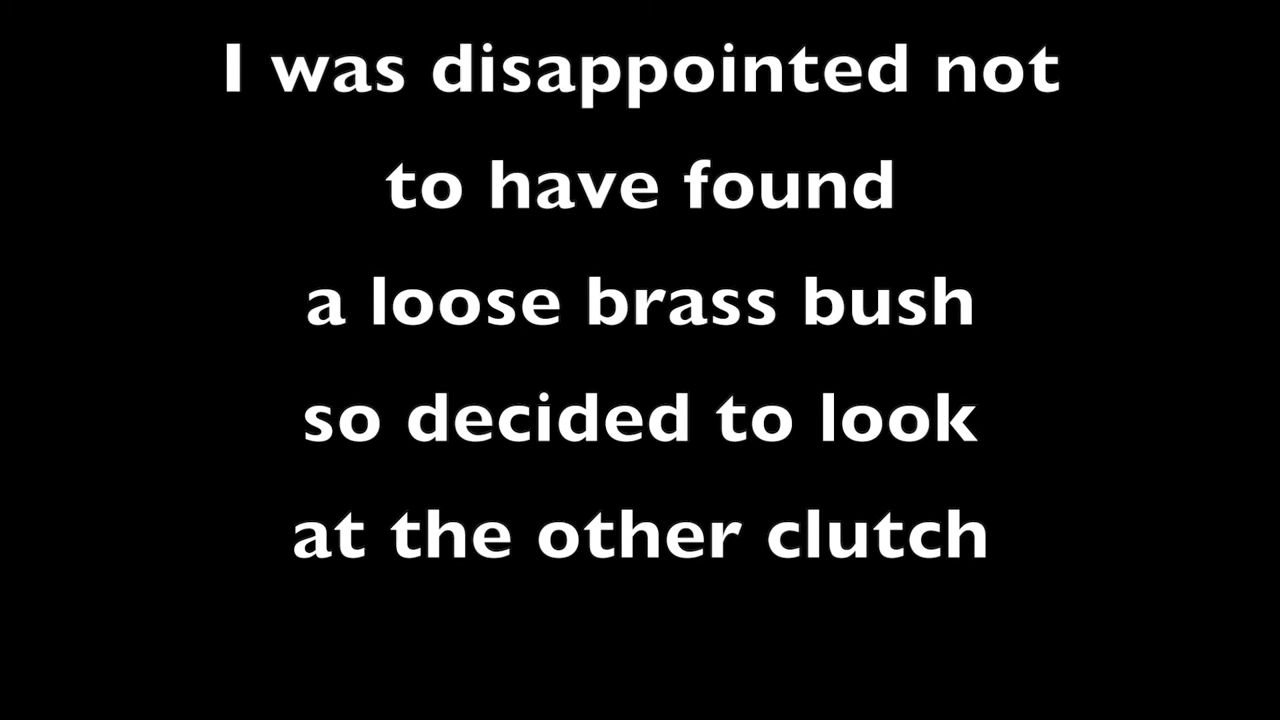 I was disappointed not
to have found
a loose brass bush
so decided to look
at the other clutch